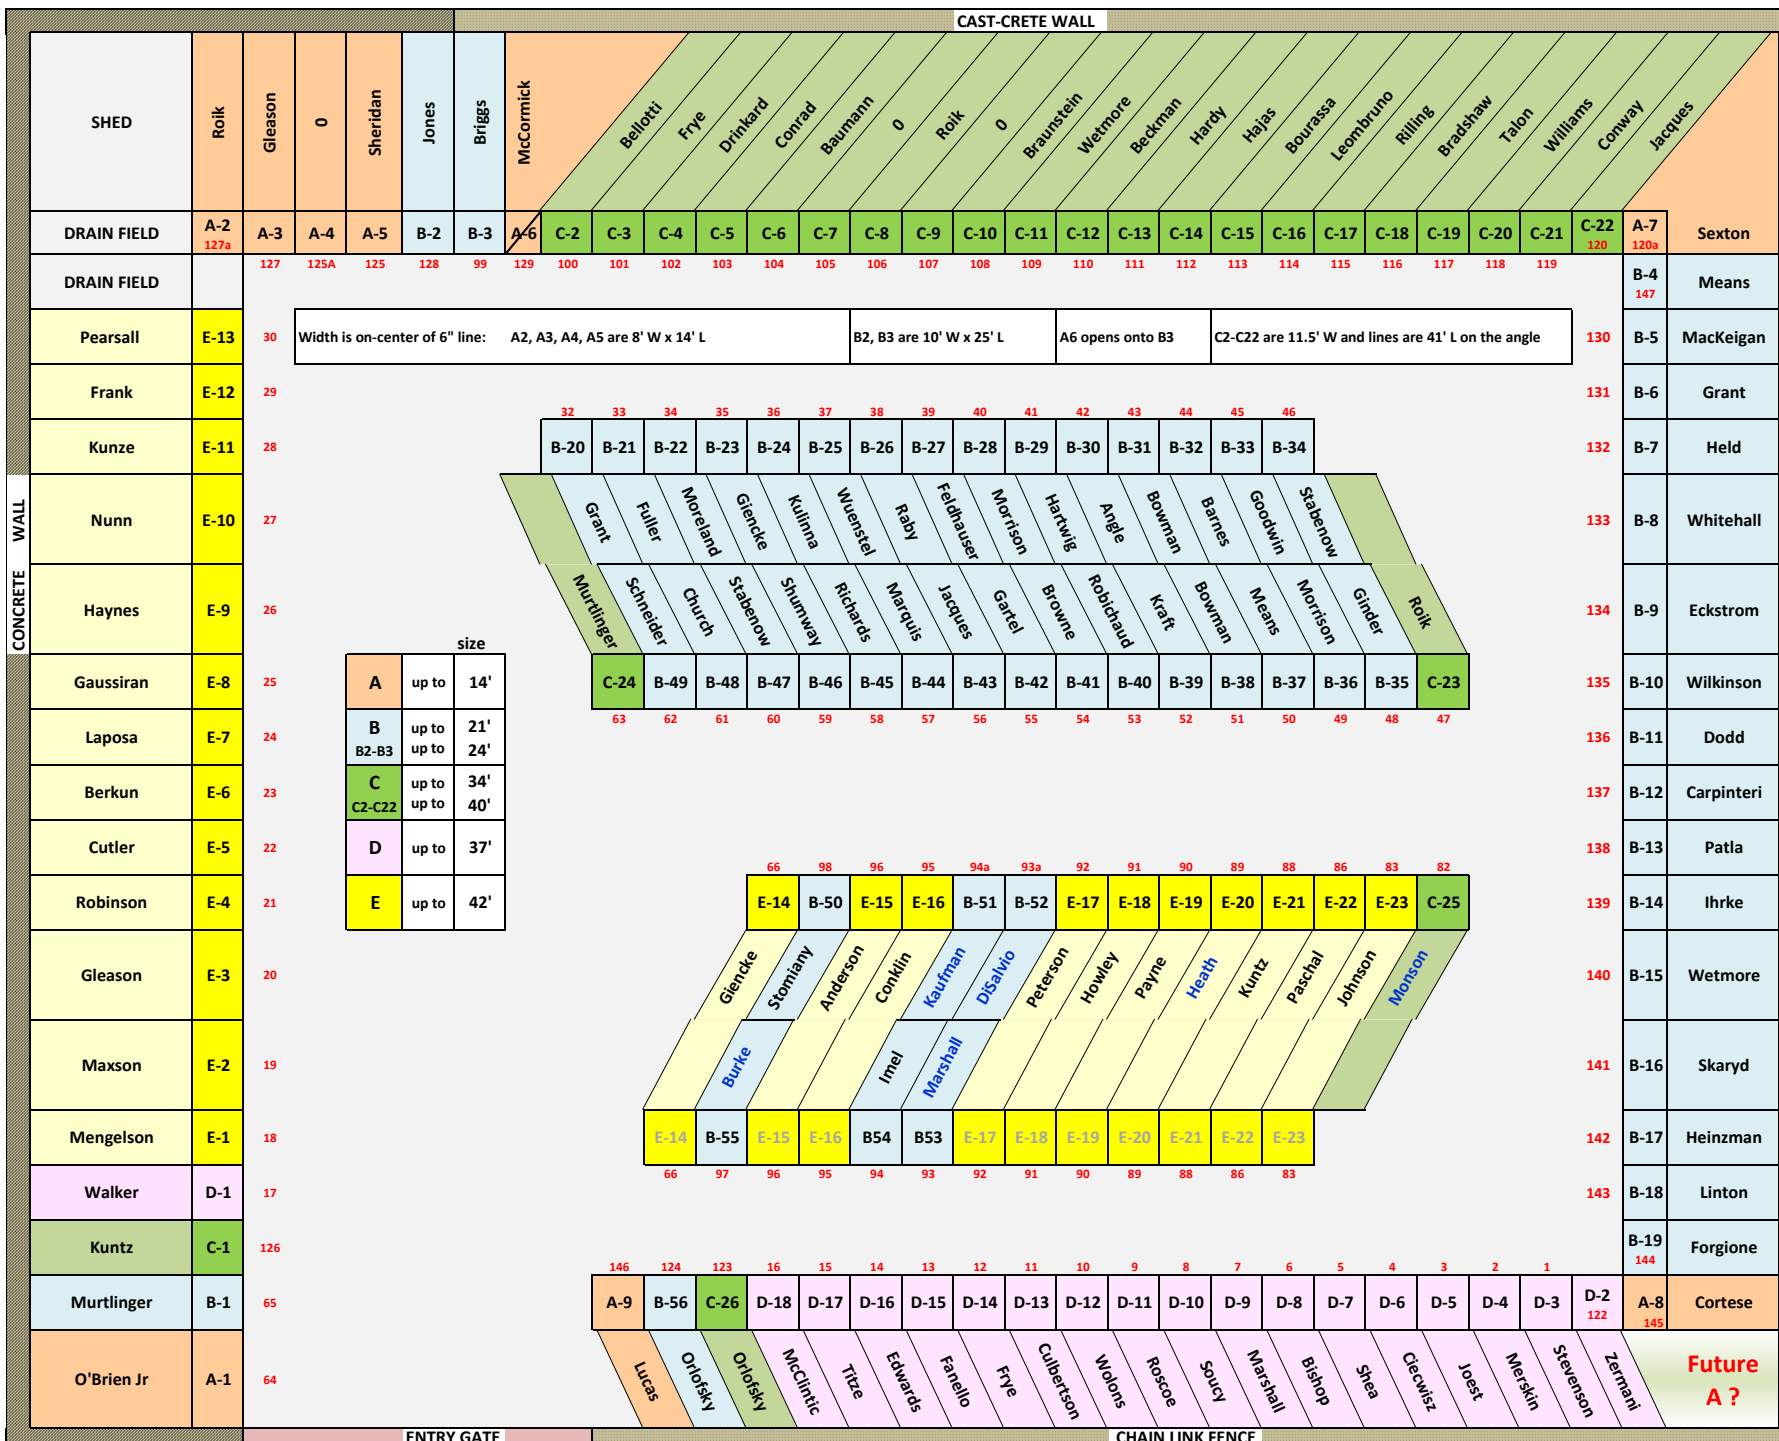 CAST-CRETE WALL
SHED Roik Gleason 0 Sheridan Jones Briggs McCormick Bellotti Frye Drinkard Conrad Baumann 0 Roik 0 Braunstein Wetmore Beckman Hardy Hajas Bourassa Leombruno Rilling Bradshaw Talon Williams Conway Jacques
DRAIN FIELD A-2 A-3 A-4 A-5 B-2 B-3 A-6 C-2 C-3 C-4 C-5 C-6 C-7 C-8 C-9 C-10 C-11 C-12 C-13 C-14 C-15 C-16 C-17 C-18 C-19 C-20 C-21 C-22 A-7 Sexton
127a 120 120a
127 125A 125 128 99 129 100 101 102 103 104 105 106 107 108 109 110 111 112 113 114 115 116 117 118 119
DRAIN FIELD B-4 Means
147
Pearsall E-13 30 Width is on-center of 6" line: A2, A3, A4, A5 are 8' W x 14' L B2, B3 are 10' W x 25' L A6 opens onto B3 C2-C22 are 11.5' W and lines are 41' L on the angle 130 B-5 MacKeigan
Frank E-12 29 131 B-6 Grant
32 33 34 35 36 37 38 39 40 41 42 43 44 45 46
Kunze E-11 28 B-20 B-21 B-22 B-23 B-24 B-25 B-26 B-27 B-28 B-29 B-30 B-31 B-32 B-33 B-34 132 B-7 Held
CONCRETE WALL
Nunn E-10 27 Grant Fuller Moreland Giencke Kulinna Wuenstel Raby Feldhauser Morrison Hartwig Angle Bowman Barnes Goodwin Stabenow 133 B-8 Whitehall
Haynes E-9 26 Murtlinger Schneider Church Stabenow Shumway Richards Marquis Jacques Gartel Browne Robichaud Kraft Bowman Means Morrison Ginder Roik 134 B-9 Eckstrom
size
Gaussiran E-8 25 A up to 14' C-24 B-49 B-48 B-47 B-46 B-45 B-44 B-43 B-42 B-41 B-40 B-39 B-38 B-37 B-36 B-35 C-23 135 B-10 Wilkinson
63 62 61 60 59 58 57 56 55 54 53 52 51 50 49 48 47
Laposa E-7 24 B up to 21' 136 B-11 Dodd
B2-B3 up to 24'
Berkun E-6 23 C up to 34' 137 B-12 Carpinteri
C2-C22 up to 40'
Cutler E-5 22 D up to 37' 138 B-13 Patla
66 98 96 95 94a 93a 92 91 90 89 88 86 83 82
Robinson E-4 21 E up to 42' E-14 B-50 E-15 E-16 B-51 B-52 E-17 E-18 E-19 E-20 E-21 E-22 E-23 C-25 139 B-14 Ihrke
Gleason E-3 20 Giencke Stomiany Anderson Conklin Kaufman DiSalvio Peterson Howley Payne Heath Kuntz Paschal Johnson Monson 140 B-15 Wetmore
Maxson E-2 19 Burke Imel Marshall 141 B-16 Skaryd
Mengelson E-1 18 E-14 B-55 E-15 E-16 B54 B53 E-17 E-18 E-19 E-20 E-21 E-22 E-23 142 B-17 Heinzman
66 97 96 95 94 93 92 91 90 89 88 86 83
Walker D-1 17 143 B-18 Linton
Kuntz C-1 126 B-19 Forgione
144
146 124 123 16 15 14 13 12 11 10 9 8 7 6 5 4 3 2 1
Murtlinger B-1 65 A-9 B-56 C-26 D-18 D-17 D-16 D-15 D-14 D-13 D-12 D-11 D-10 D-9 D-8 D-7 D-6 D-5 D-4 D-3 D-2 A-8 Cortese
122 145
O'Brien Jr A-1 64 Lucas Orlofsky Orlofsky McClintic Titze Edwards Fanello Frye Culbertson Wolons Roscoe Soucy Marshall Bishop Shea Ciecwisz Joest Merskin Stevenson Zermani Future
A ?
ENTRY GATE CHAIN LINK FENCE